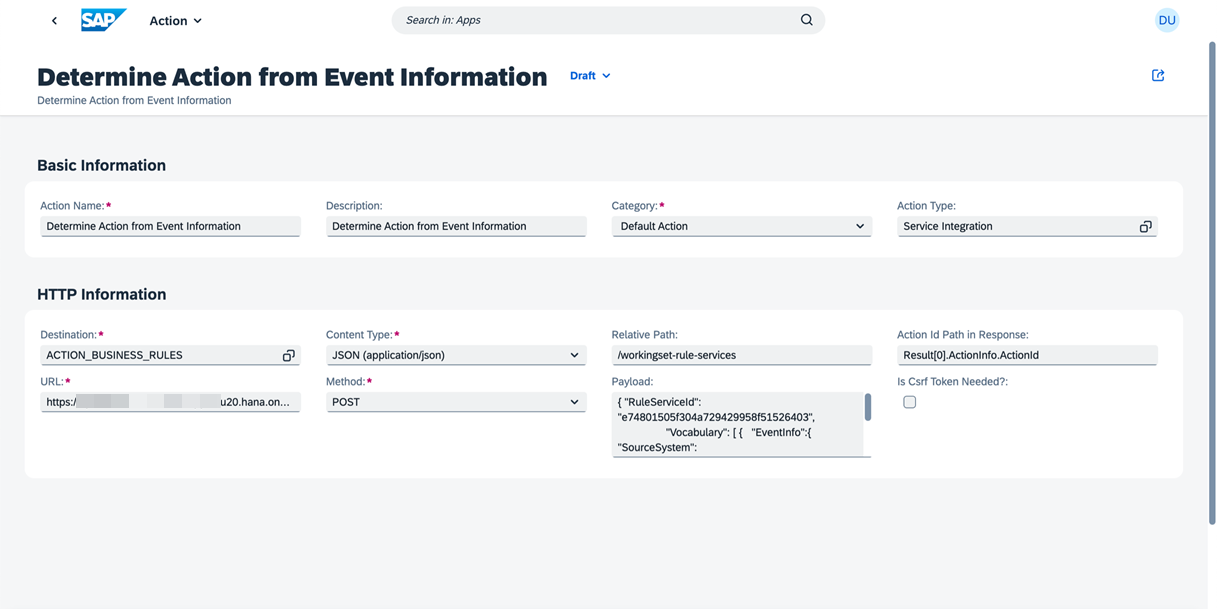 SAP Action Search in: Apps DU
Determine Action from Event Information Draft
Determine Action from Event Information
Basic Information
Action Name:* Description: Category:* Action Type:
Determine Action from Event Information Determine Action from Event Information Default Action Service Integration
HTTP Information
Destination:* Content Type:* Relative Path: Action Id Path in Response:
ACTION_BUSINESS_RULES JSON (application/json) /workingset-rule-services Result[0].ActionInfo.ActionId
URL:* Method:* Payload: Is Csrf Token Needed?:
https:/ u20.hana.on... POST { "RuleServiceId":
"e74801505f304a729429958f51526403",
"Vocabulary": [ { "EventInfo":{
"SourceSystem":